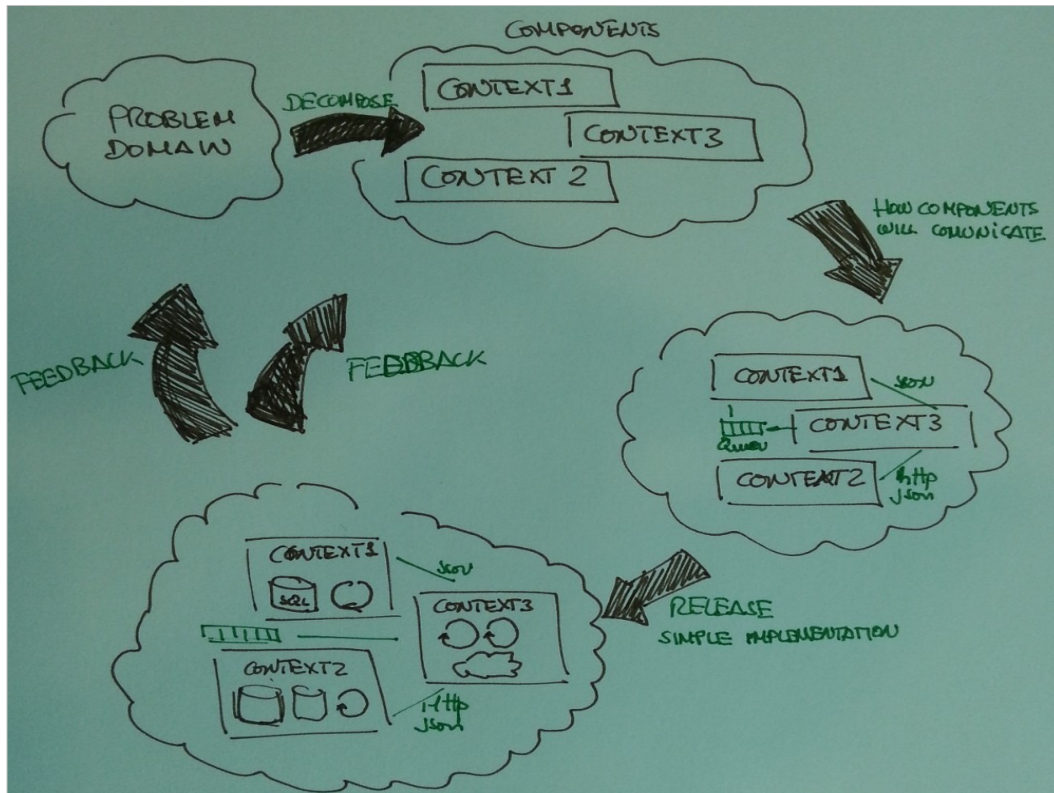 COMPONENTS
PROBLEM
DOMAIN
DECOMPOSE
CONTEXT1
CONTEXT3
CONTEXT 2
HOW COMPONENTS
WILL COMUNICATE
FEEDBACK
FEEDBACK
CONTEXT1
JSON
CONTEXT3
CONTEXT2
http
json
RELEASE
SIMPLE IMPLEMENTATION
CONTEXT1
SQL
JSON
CONTEXT3
CONTEXT2
Http
json